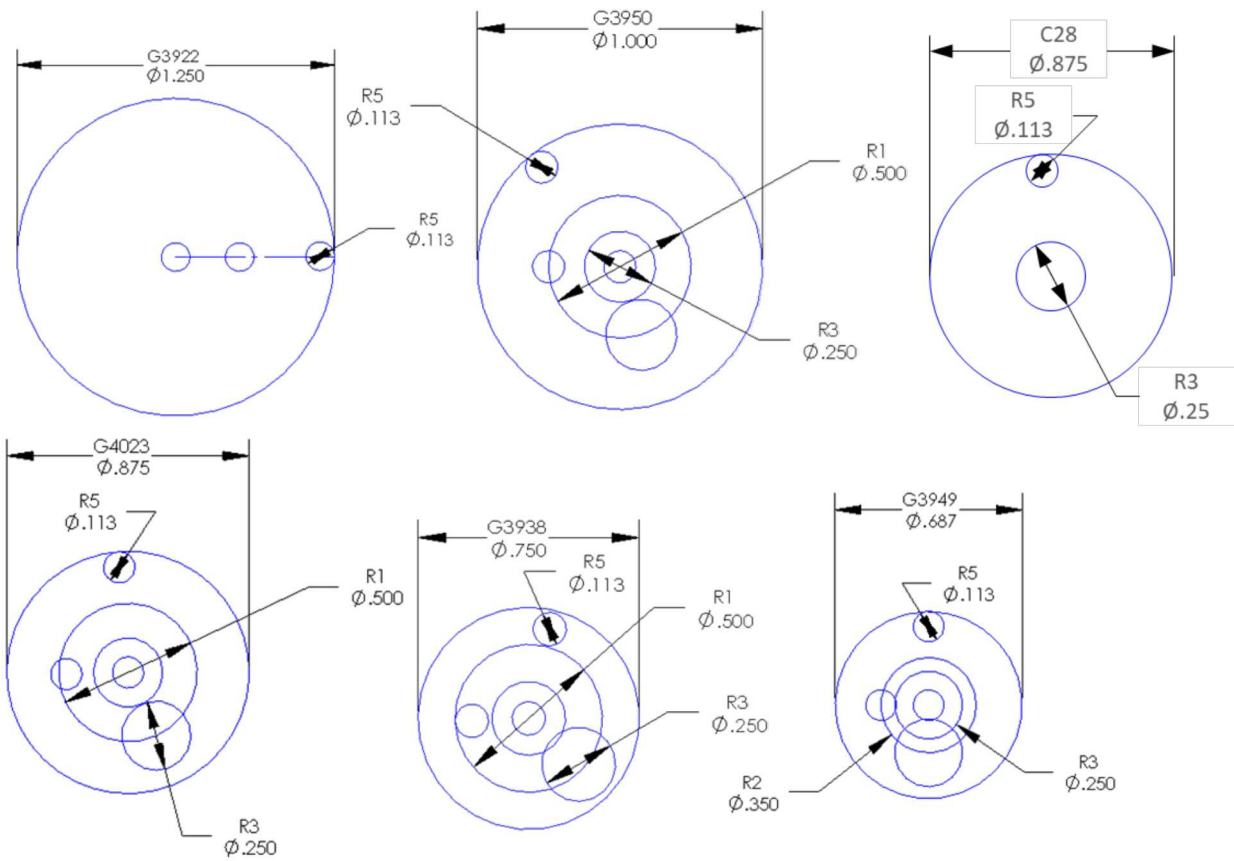 G3922
Ø1.250
R5
Ø.113
G3950
Ø1.000
R5
Ø.113
R1
Ø.500
R3
Ø.250
C28
Ø.875
R5
Ø.113
R3
Ø.25
G4023
Ø.875
R5
Ø.113
R1
Ø.500
R3
Ø.250
G3938
Ø.750
R5
Ø.113
R1
Ø.500
R3
Ø.250
G3949
Ø.687
R5
Ø.113
R2
Ø.350
R3
Ø.250